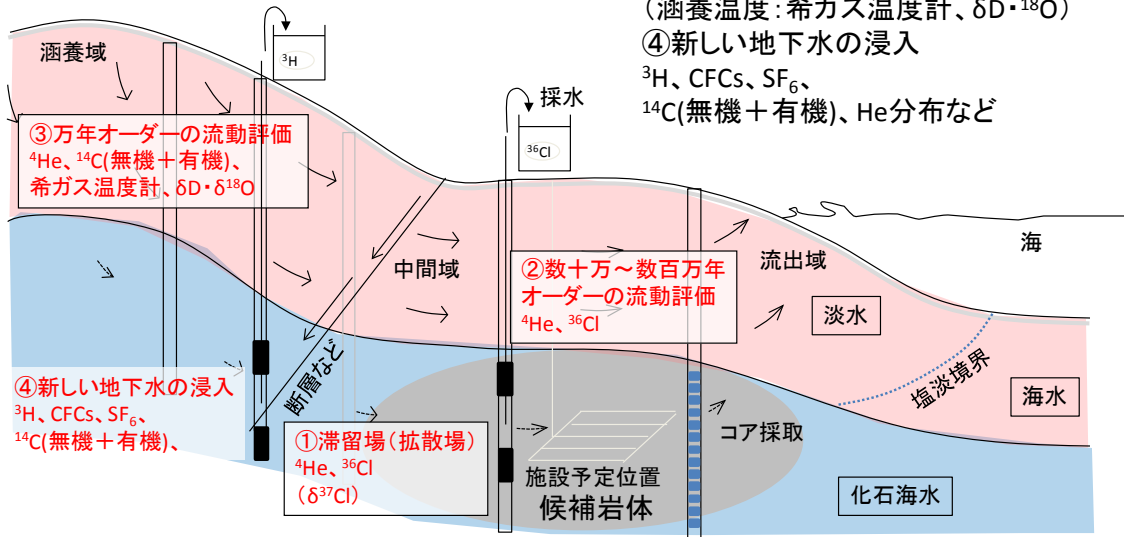 (涵養温度:希ガス温度計、δD・¹⁸O)
④新しい地下水の浸入
³H、CFCs、SF₆、
¹⁴C(無機+有機)、He分布など
涵養域
³H
採水
³⁶Cl
③万年オーダーの流動評価
⁴He、¹⁴C(無機+有機)、
希ガス温度計、δD・δ¹⁸O
中間域
②数十万～数百万年
オーダーの流動評価
⁴He、³⁶Cl
流出域
海
淡水
塩淡境界
海水
断層など
④新しい地下水の浸入
³H、CFCs、SF₆、
¹⁴C(無機+有機)、
①滞留場(拡散場)
⁴He、³⁶Cl
(δ³⁷Cl)
施設予定位置
候補岩体
コア採取
化石海水